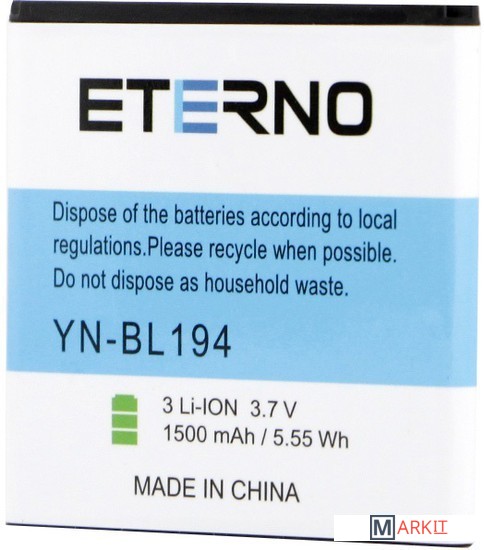 ETERNO
Dispose of the batteries according to local
regulations.Please recycle when possible.
Do not dispose as household waste.
YN-BL194
3 Li-ION 3.7 V
1500 mAh / 5.55 Wh
MADE IN CHINA
MARKIT